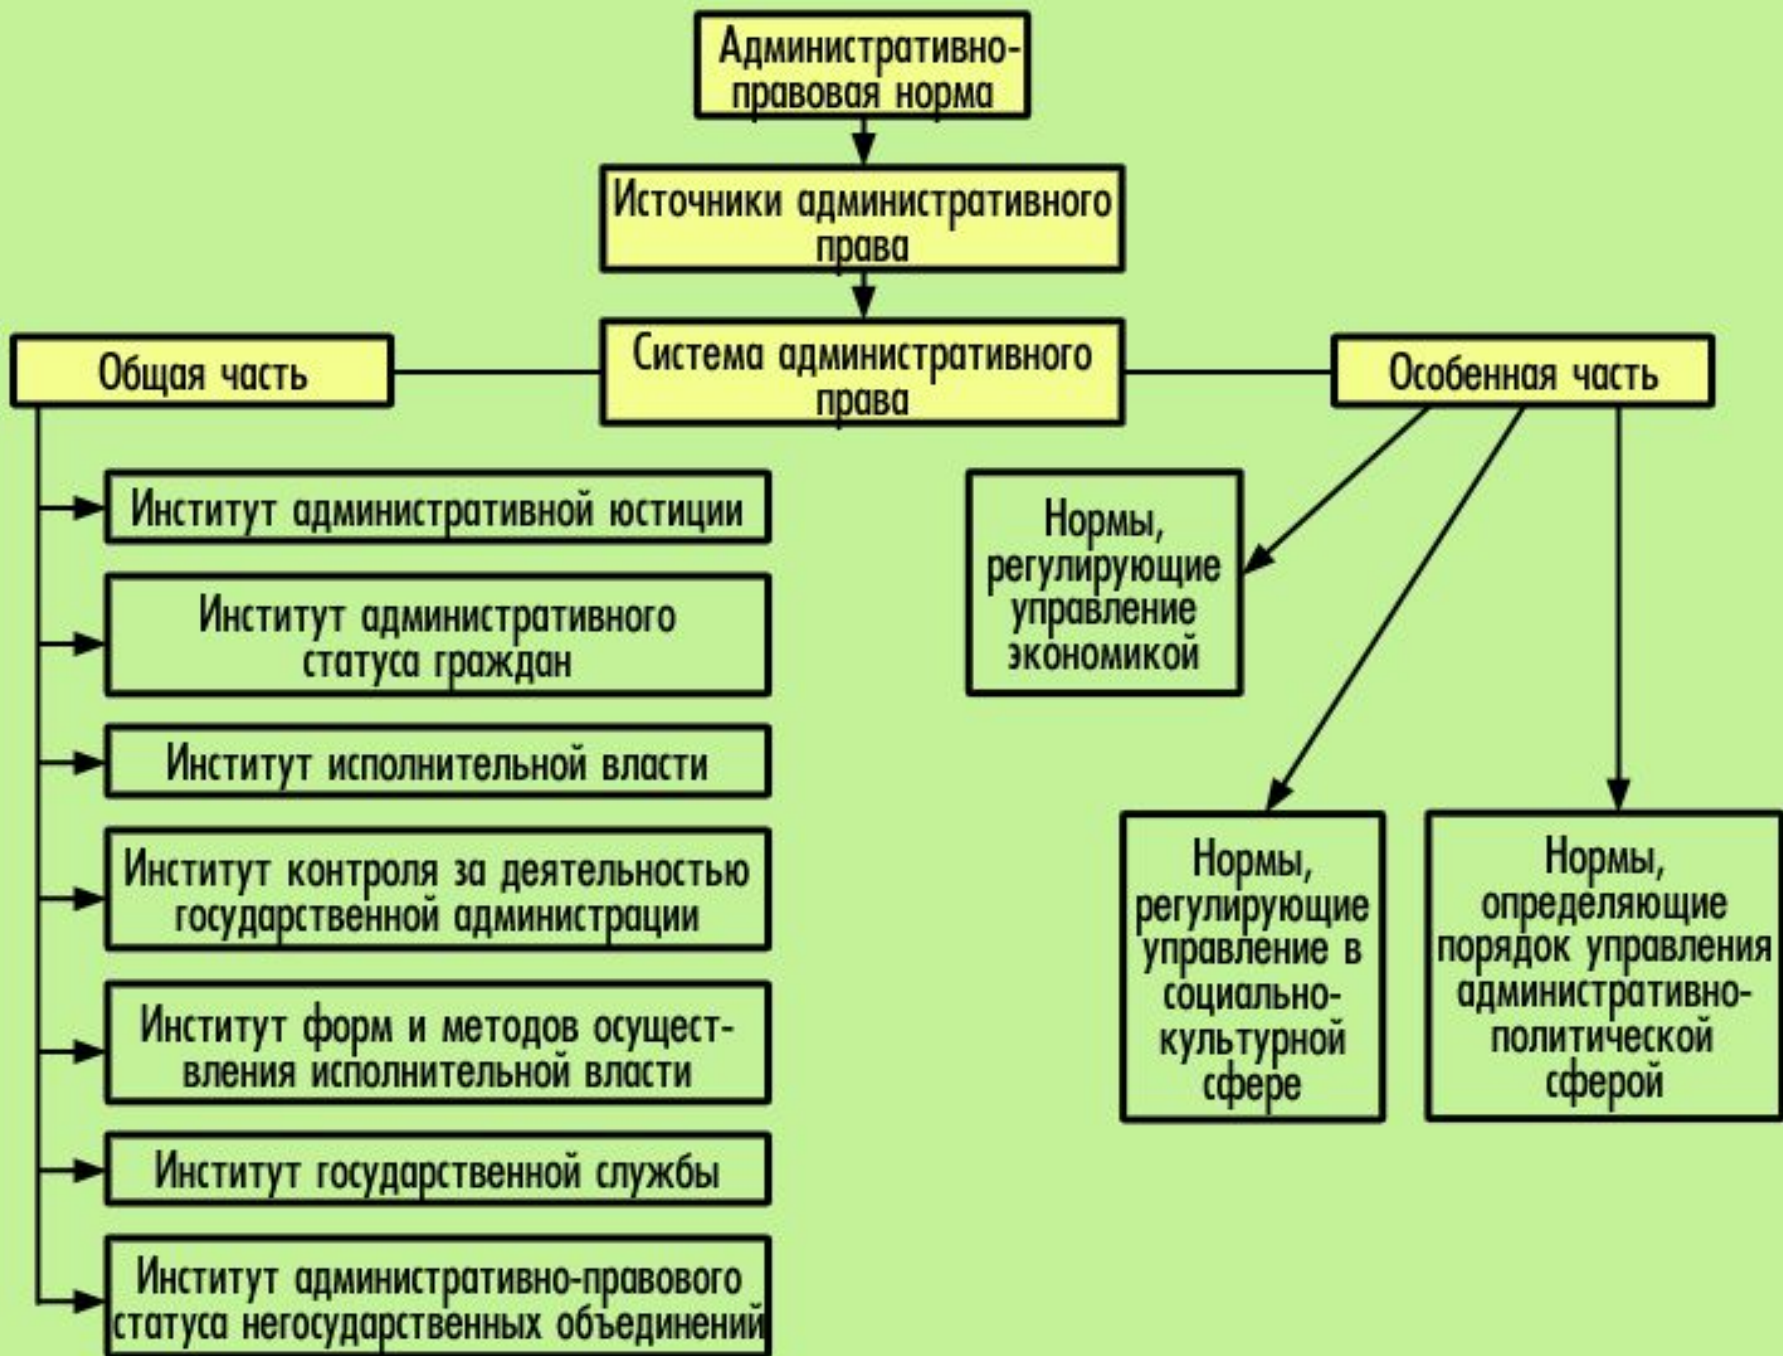 Административно-
правовая норма
Источники административного
права
Система административного
права
Общая часть
Особенная часть
Институт административной юстиции
Институт административного
статуса граждан
Институт исполнительной власти
Институт контроля за деятельностью
государственной администрации
Институт форм и методов осущест-
вления исполнительной власти
Институт государственной службы
Институт административно-правового
статуса негосударственных объединений
Нормы,
регулирующие
управление
экономикой
Нормы,
регулирующие
управление в
социально-
культурной
сфере
Нормы,
определяющие
порядок управления
административно-
политической
сферой